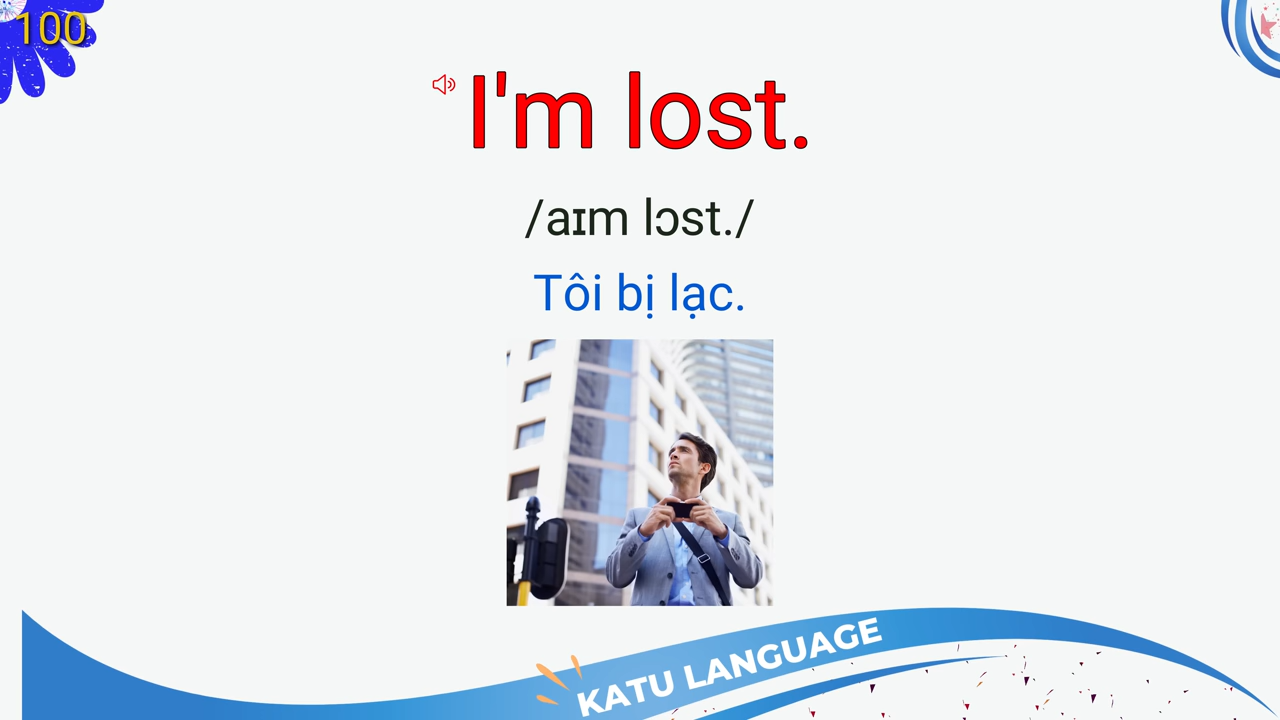 100
I'm lost.
/aɪm lɔst./
Tôi bị lạc.
KATU LANGUAGE